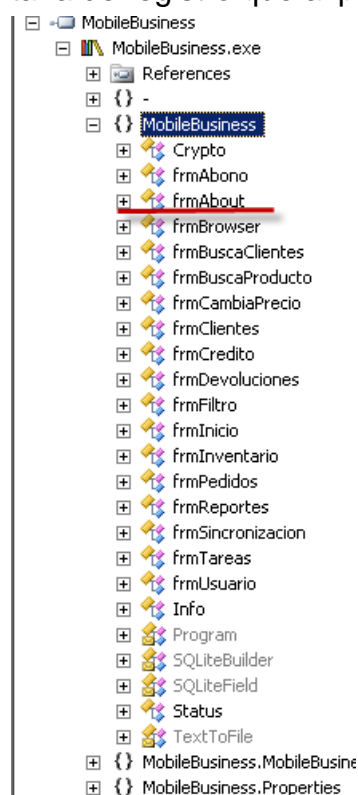 MobileBusiness
MobileBusiness.exe
References
{} -
{} MobileBusiness
Crypto
frmAbono
frmAbout
frmBrowser
frmBuscaClientes
frmBuscaProducto
frmCambiaPrecio
frmClientes
frmCredito
frmDevoluciones
frmFiltro
frmInicio
frmInventario
frmPedidos
frmReportes
frmSincronizacion
frmTareas
frmUsuario
Info
Program
SQLiteBuilder
SQLiteField
Status
TextToFile
{} MobileBusiness.MobileBusine
{} MobileBusiness.Properties